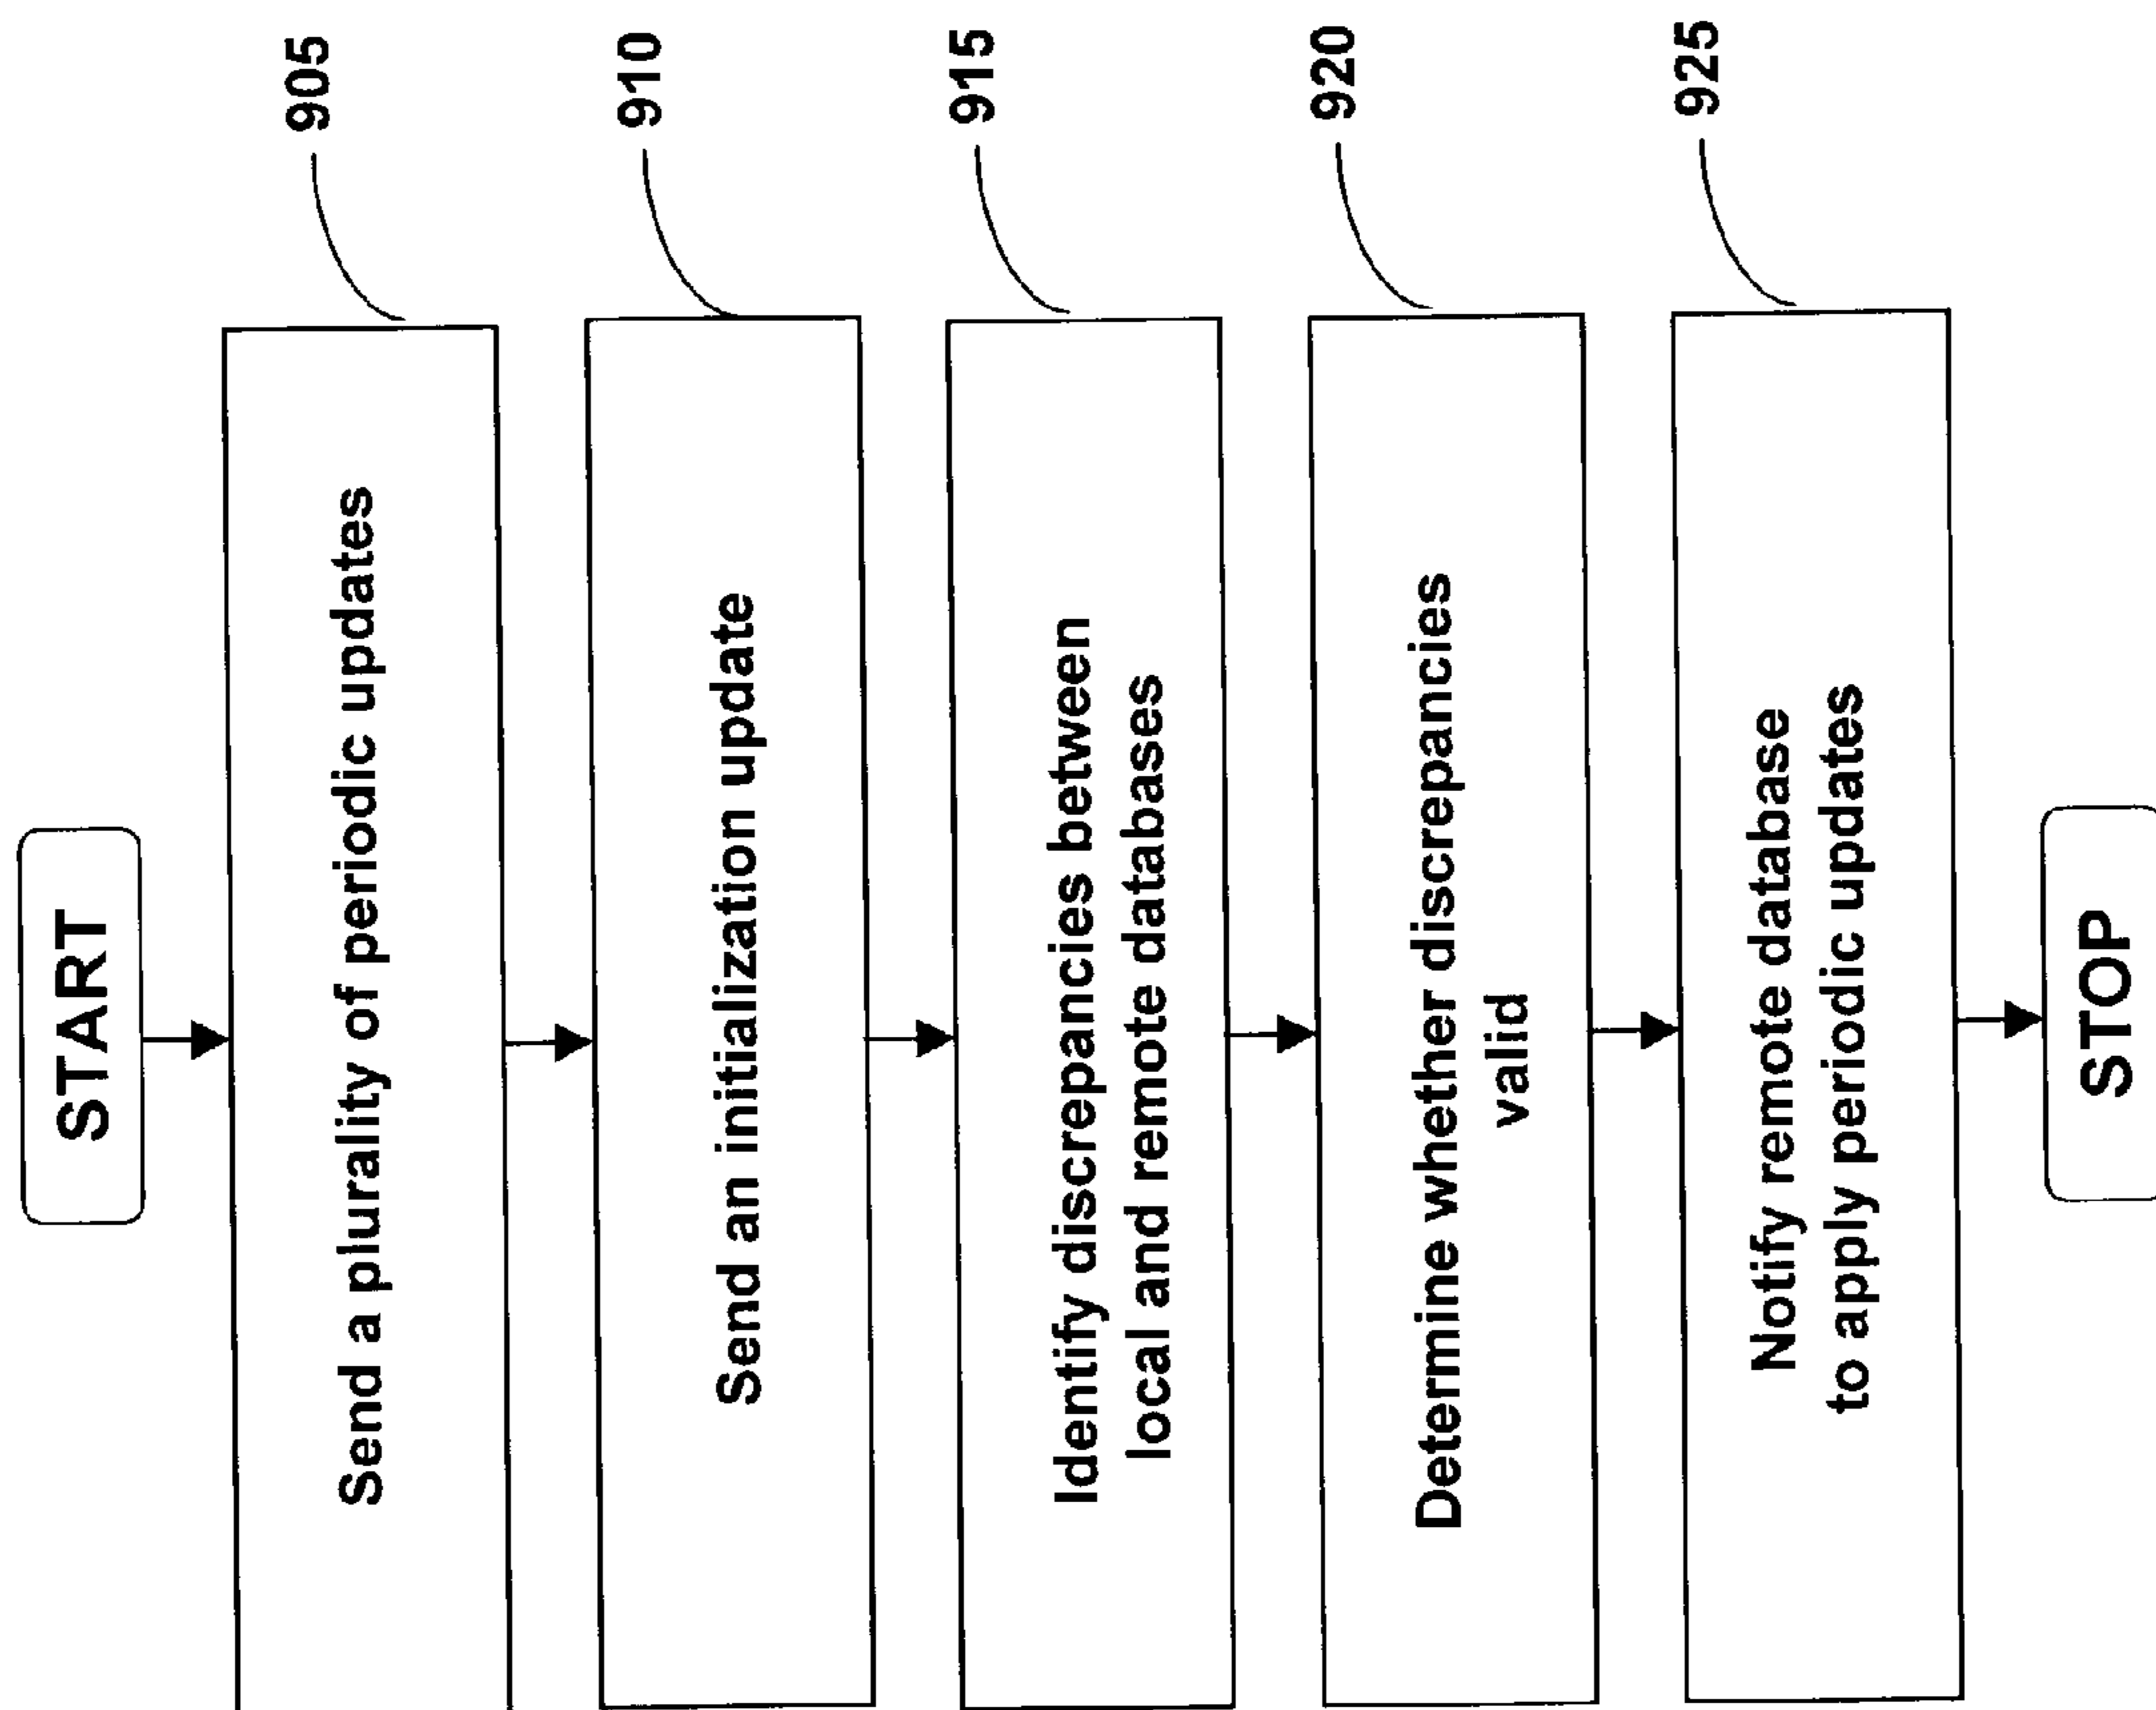 START
905
Send a plurality of periodic updates
910
Send an initialization update
915
Identify discrepancies between
local and remote databases
920
Determine whether discrepancies
valid
925
Notify remote database
to apply periodic updates
STOP